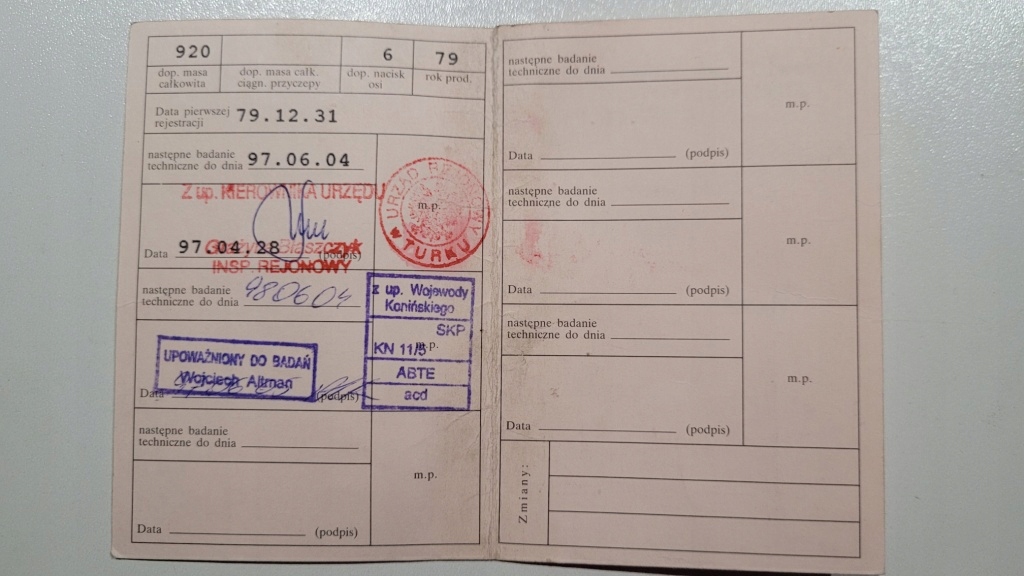 920 6 79
dop. masa całkowita dop. masa całk. ciągn. przyczepy dop. nacisk osi rok prod.
Data pierwszej
rejestracji 79.12.31
następne badanie
techniczne do dnia 97.06.04
Z up. KIEROWNIKA URZĘDU
m.p.
URZĄD REJONOWY
w TURKU
Data 97.04.28 (podpis)
Grażyna Błaszczyk
INSP. REJONOWY
następne badanie
techniczne do dnia 980604
z up. Wojewody
Konińskiego
SKP
KN 11/5
m.p.
ABTE
acd
UPOWAŻNIONY DO BADAŃ
Wojciech Altman
Data (podpis)
następne badanie
techniczne do dnia
m.p.
Data (podpis)
następne badanie
techniczne do dnia
m.p.
Data (podpis)
następne badanie
techniczne do dnia
m.p.
Data (podpis)
następne badanie
techniczne do dnia
m.p.
Data (podpis)
Zmiany: